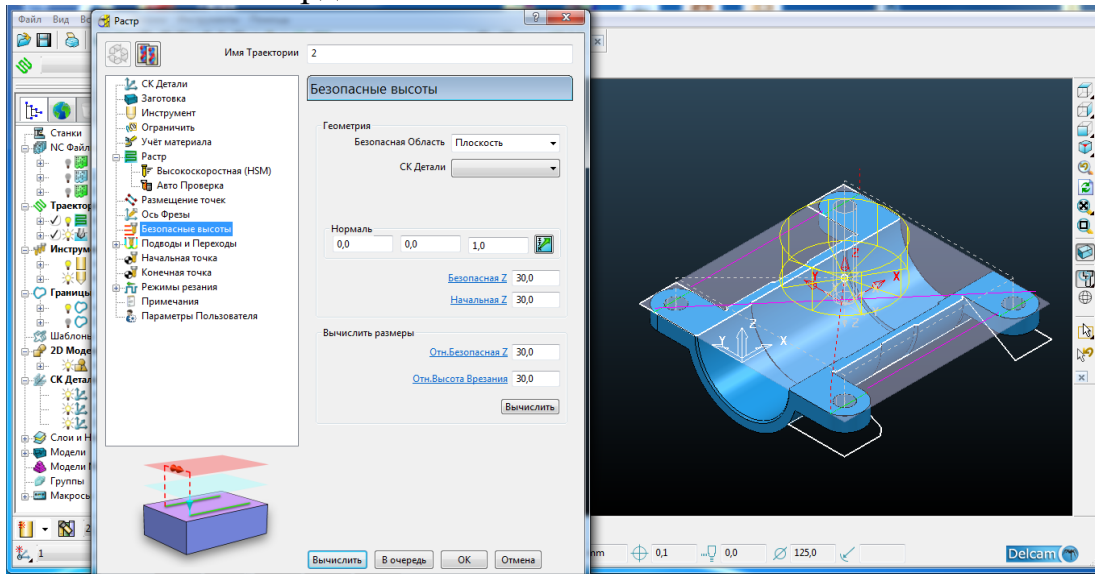 Файл Вид
Растр
Имя Траектории 2
СК Детали
Заготовка
Инструмент
Ограничить
Учёт материала
Растр
Высокоскоростная (HSM)
Авто Проверка
Размещение точек
Ось Фрезы
Безопасные высоты
Подводы и Переходы
Начальная точка
Конечная точка
Режимы резания
Примечания
Параметры Пользователя
Безопасные высоты
Геометрия
Безопасная Область Плоскость
СК Детали
Нормаль
0,0 0,0 1,0
Безопасная Z 30,0
Начальная Z 30,0
Вычислить размеры
Отн.Безопасная Z 30,0
Отн.Высота Врезания 30,0
Вычислить
Вычислить В очередь ОК Отмена
Станки
NC Файл
Траектор
Инструм
Границы
Шаблоны
2D Моде
СК Детал
Слои и Н
Модели
Модели
Группы
Макросы
1
mm 0,1 0,0 125,0
Delcam
Z
Y X
Z
Y X